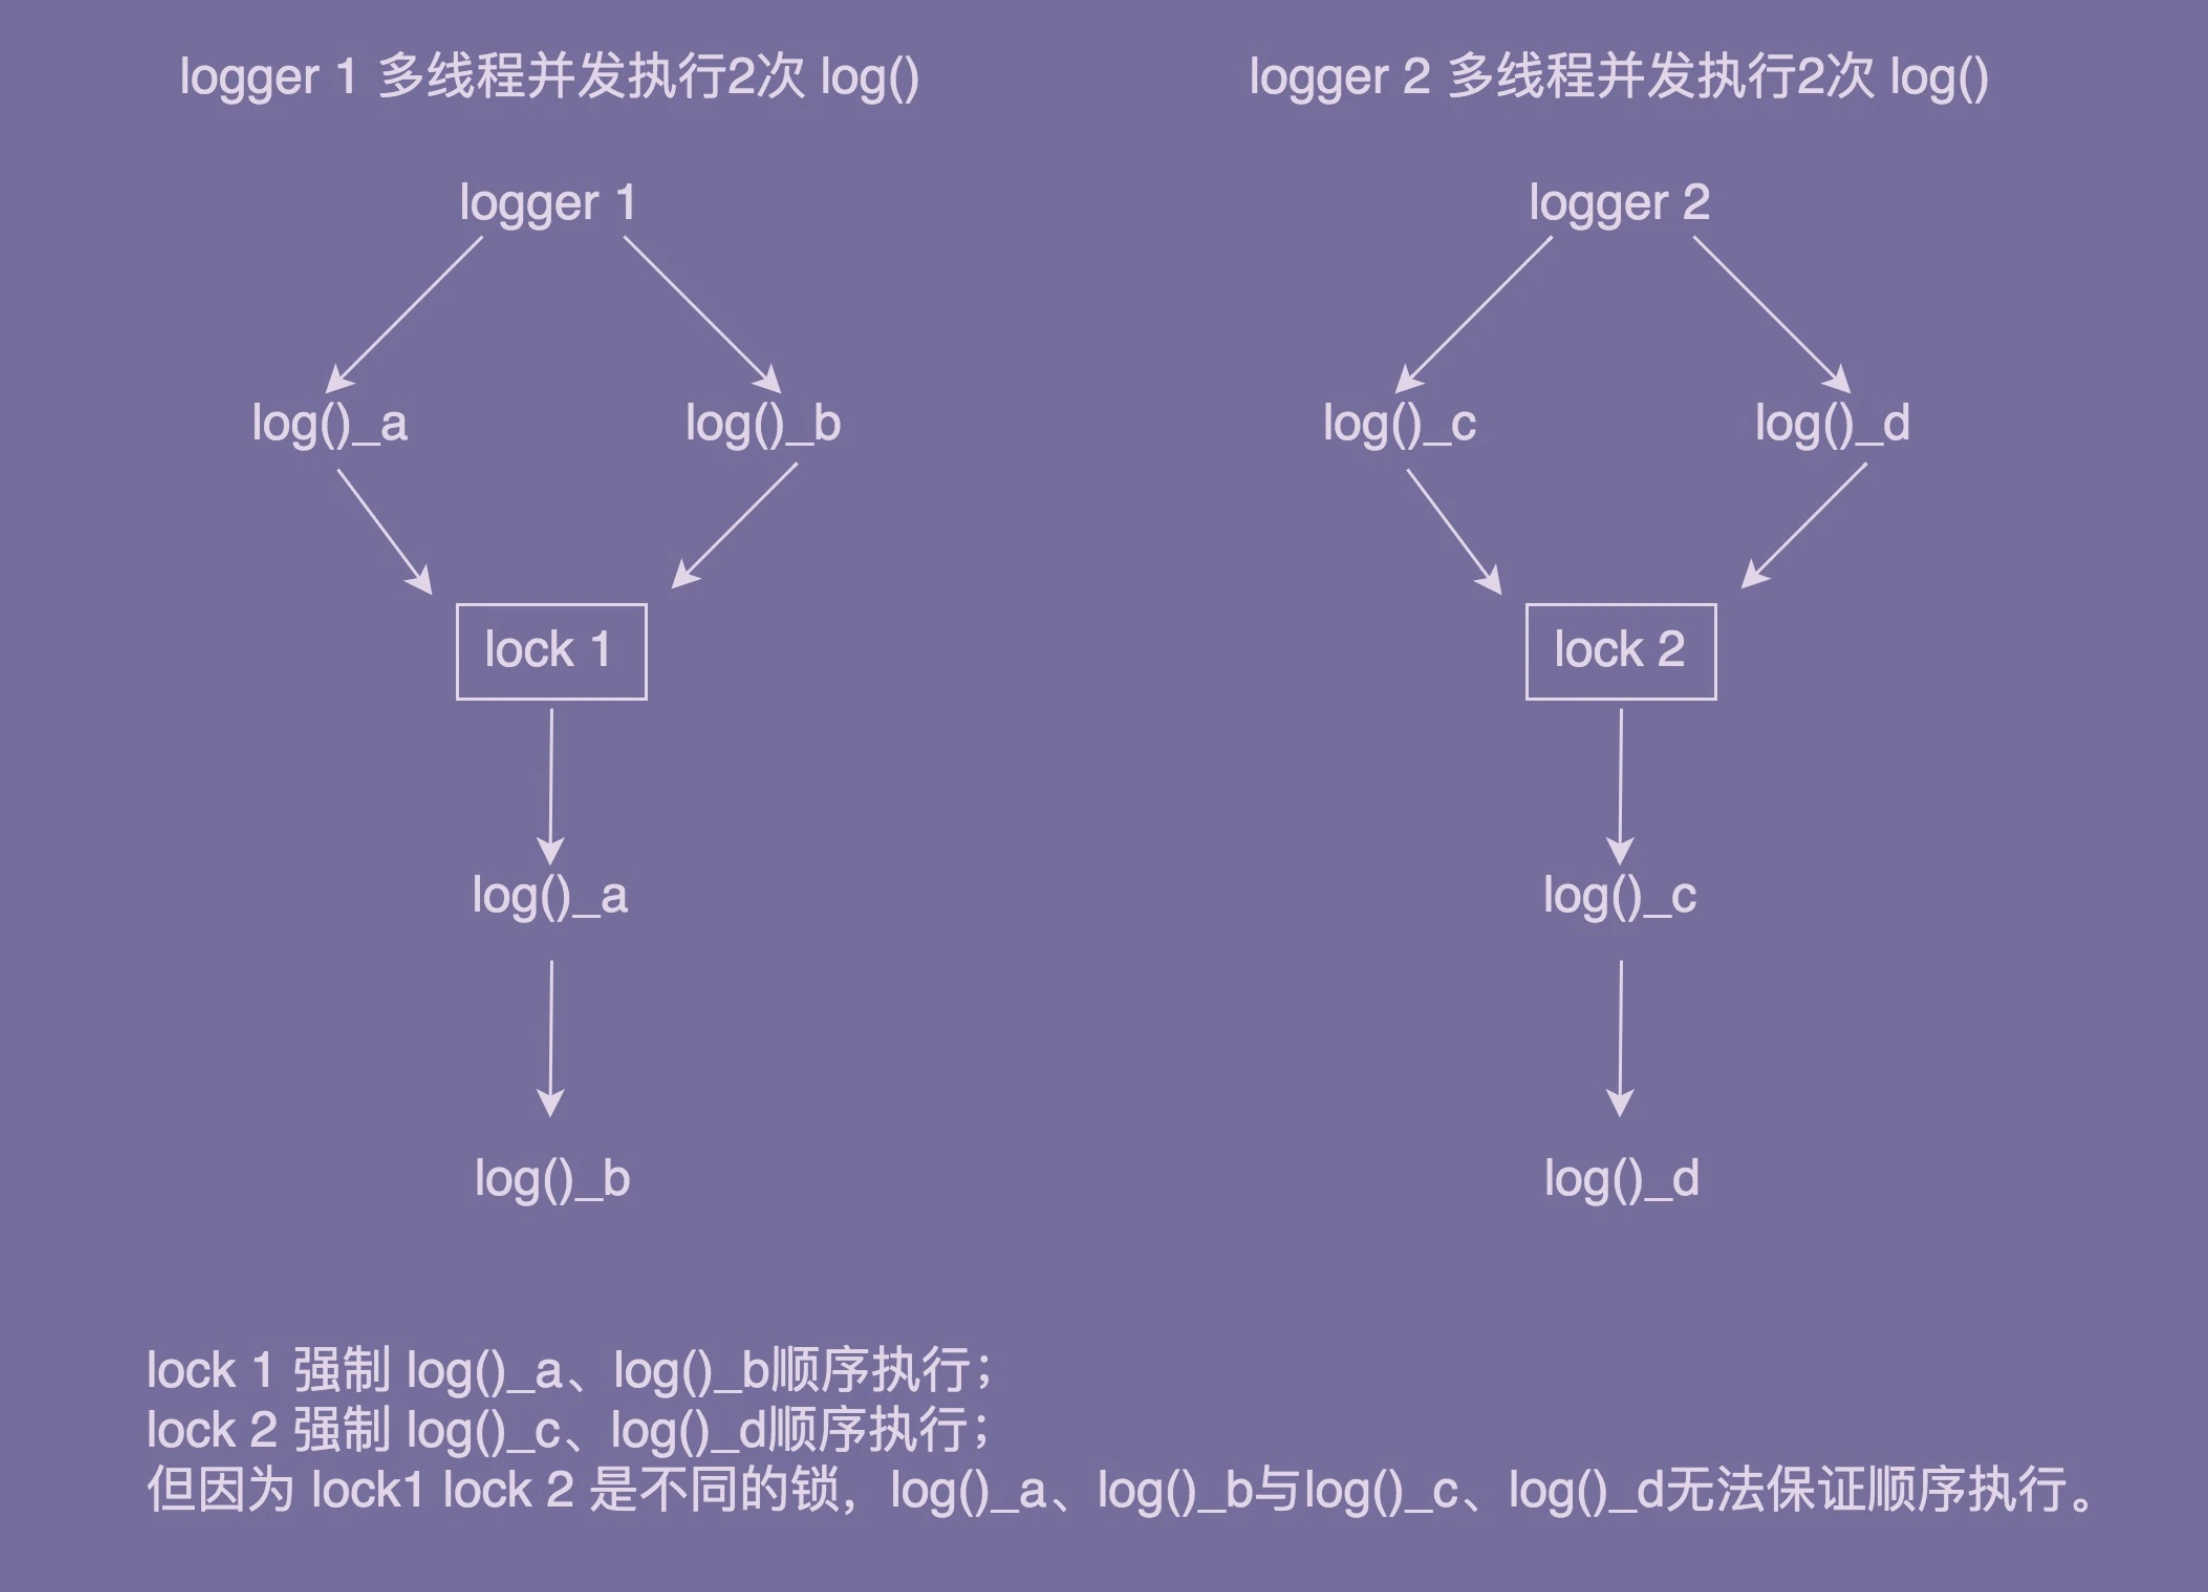 logger 1 多线程并发执行2次 log()
logger 1
log()_a
log()_b
lock 1
log()_a
log()_b
logger 2 多线程并发执行2次 log()
logger 2
log()_c
log()_d
lock 2
log()_c
log()_d
lock 1 强制 log()_a、log()_b顺序执行；
lock 2 强制 log()_c、log()_d顺序执行；
但因为 lock1 lock 2 是不同的锁，log()_a、log()_b与log()_c、log()_d无法保证顺序执行。